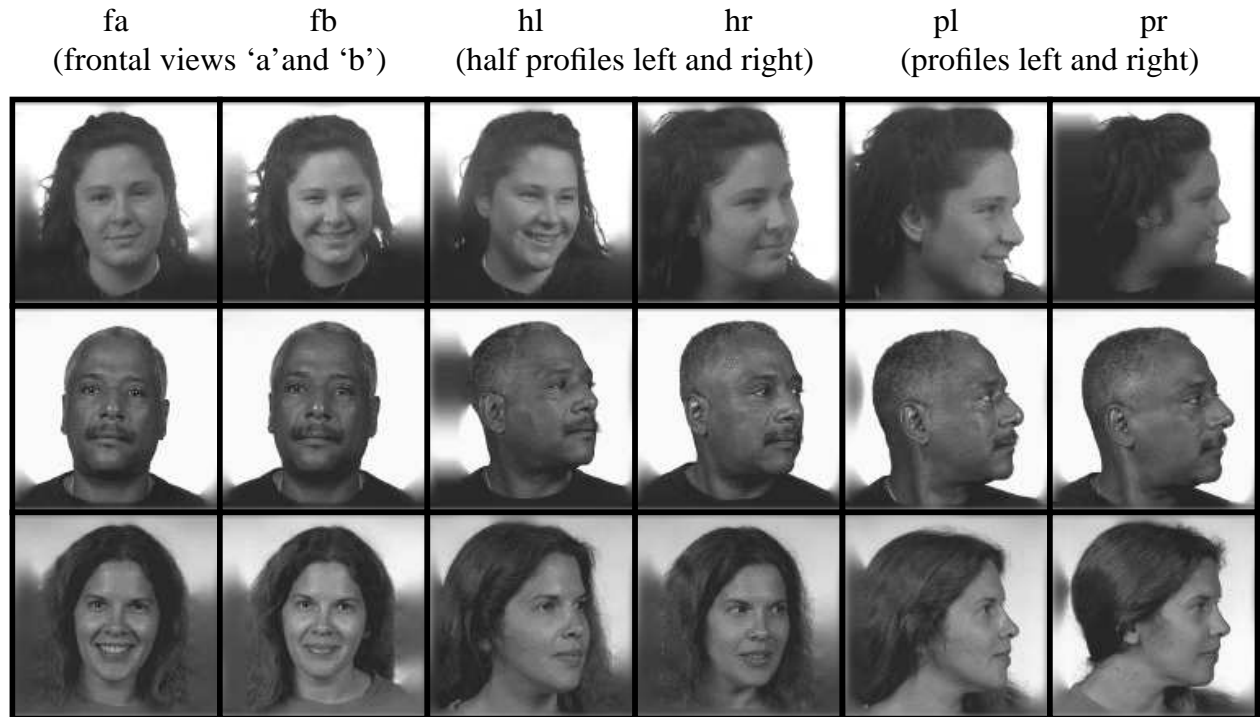 fa fb hl hr pl pr
(frontal views ‘a’and ‘b’) (half profiles left and right) (profiles left and right)